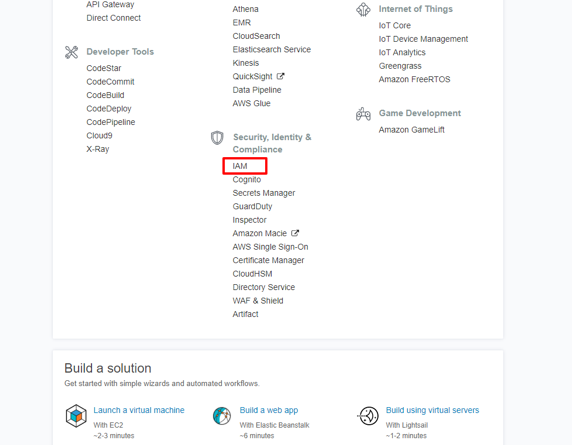 API Gateway
Direct Connect
Developer Tools
CodeStar
CodeCommit
CodeBuild
CodeDeploy
CodePipeline
Cloud9
X-Ray
Athena
EMR
CloudSearch
Elasticsearch Service
Kinesis
QuickSight
Data Pipeline
AWS Glue
Security, Identity &
Compliance
IAM
Cognito
Secrets Manager
GuardDuty
Inspector
Amazon Macie
AWS Single Sign-On
Certificate Manager
CloudHSM
Directory Service
WAF & Shield
Artifact
Internet of Things
IoT Core
IoT Device Management
IoT Analytics
Greengrass
Amazon FreeRTOS
Game Development
Amazon GameLift
Build a solution
Get started with simple wizards and automated workflows.
Launch a virtual machine
With EC2
~2-3 minutes
Build a web app
With Elastic Beanstalk
~6 minutes
Build using virtual servers
With Lightsail
~1-2 minutes